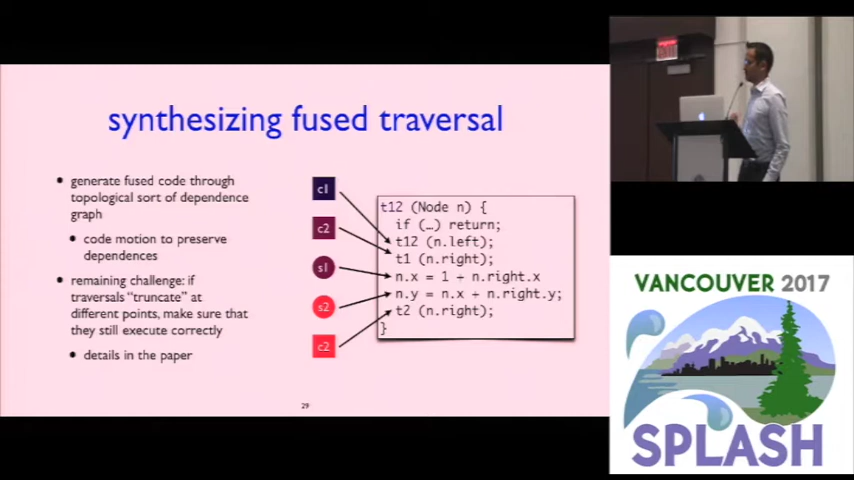 synthesizing fused traversal
• generate fused code through
topological sort of dependence
graph
• code motion to preserve
dependences
• remaining challenge: if
traversals “truncate” at
different points, make sure that
they still execute correctly
• details in the paper
c1
c2
s1
s2
c2
t12 (Node n) {
if (…) return;
t12 (n.left);
t1 (n.right);
n.x = 1 + n.right.x
n.y = n.x + n.right.y;
t2 (n.right);
}
29
VANCOUVER 2017
SPLASH